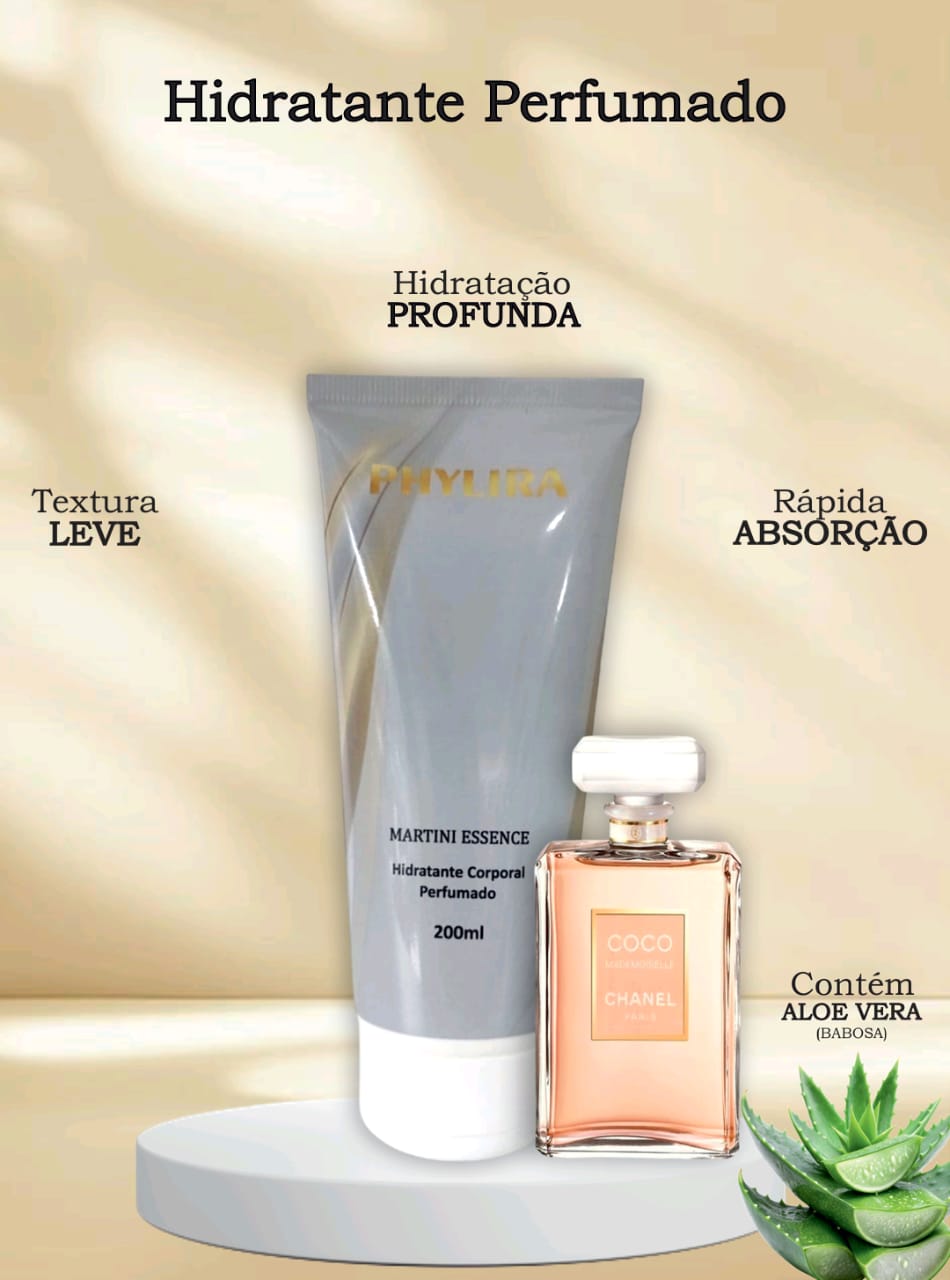 Hidratante Perfumado
Hidratação
PROFUNDA
Textura
LEVE
Rápida
ABSORÇÃO
PHYLIRA
MARTINI ESSENCE
Hidratante Corporal
Perfumado
200ml
COCO
MADEMOISELLE
CHANEL
PARIS
Contém
ALOE VERA
(BABOSA)